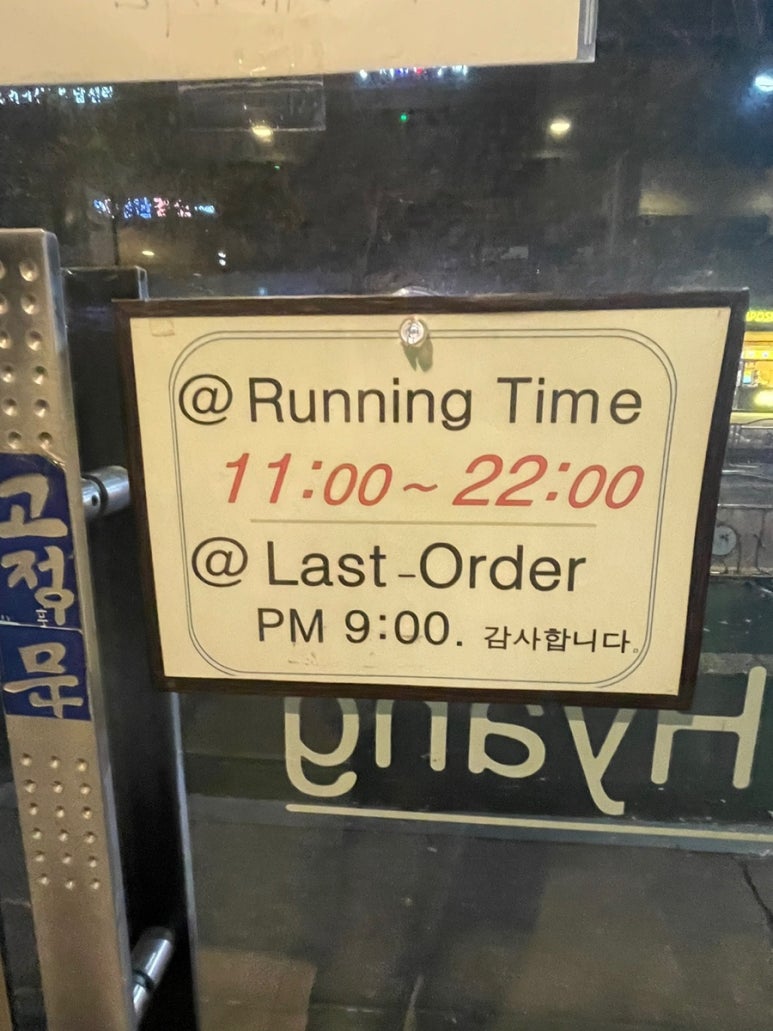 @ Running Time
11:00 ~ 22:00
@ Last-Order
PM 9:00. 감사합니다.
고정
문
Hyang